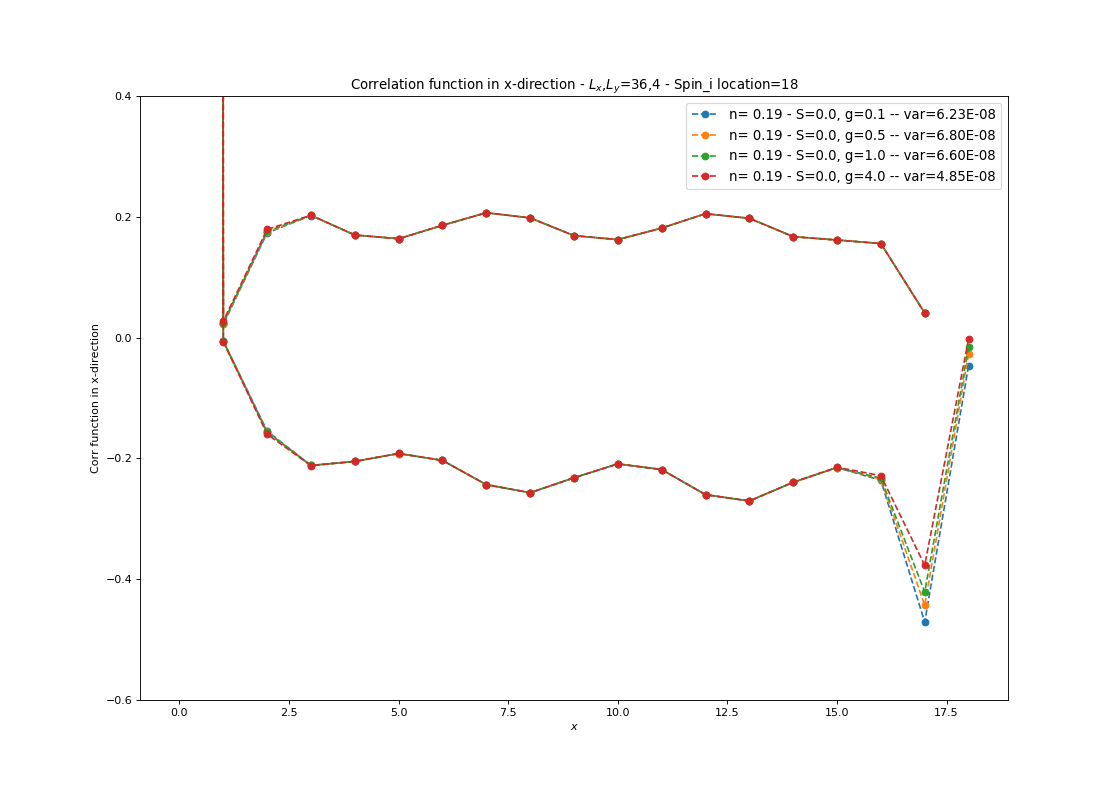 Correlation function in x-direction - $L_x$,$L_y$=36,4 - Spin_i location=18
n= 0.19 - S=0.0, g=0.1 -- var=6.23E-08
n= 0.19 - S=0.0, g=0.5 -- var=6.80E-08
n= 0.19 - S=0.0, g=1.0 -- var=6.60E-08
n= 0.19 - S=0.0, g=4.0 -- var=4.85E-08
Corr function in x-direction
0.4
0.2
0.0
−0.2
−0.4
−0.6
0.0 2.5 5.0 7.5 10.0 12.5 15.0 17.5
x